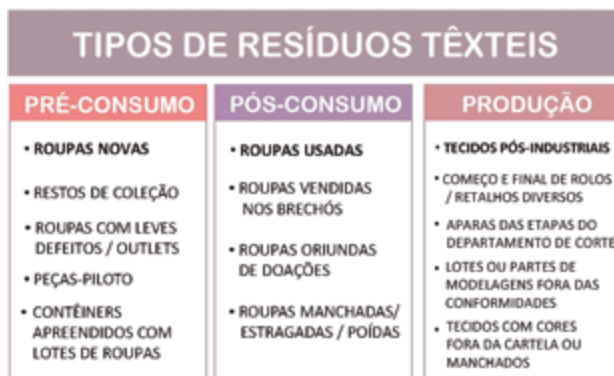 TIPOS DE RESÍDUOS TÊXTEIS
PRÉ-CONSUMO
• ROUPAS NOVAS
• RESTOS DE COLEÇÃO
• ROUPAS COM LEVES
DEFEITOS / OUTLETS
• PEÇAS-PILOTO
• CONTÊINERS
APREENDIDOS COM
LOTES DE ROUPAS
PÓS-CONSUMO
• ROUPAS USADAS
• ROUPAS VENDIDAS
NOS BRECHÓS
• ROUPAS ORIUNDAS
DE DOAÇÕES
• ROUPAS MANCHADAS/
ESTRAGADAS / POÍDAS
PRODUÇÃO
• TECIDOS PÓS-INDUSTRIAIS
• COMEÇO E FINAL DE ROLOS
/ RETALHOS DIVERSOS
• APARAS DAS ETAPAS DO
DEPARTAMENTO DE CORTE
• LOTES OU PARTES DE
MODELAGENS FORA DAS
CONFORMIDADES
• TECIDOS COM CORES
FORA DA CARTELA OU
MANCHADOS